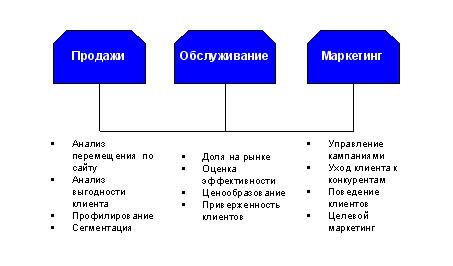 Продажи
Обслуживание
Маркетинг
▪ Анализ
перемещения по
сайту
▪ Анализ
выгодности
клиента
▪ Профилирование
▪ Сегментация
▪ Доля на рынке
▪ Оценка
эффективности
▪ Ценообразование
▪ Приверженность
клиентов
▪ Управление
кампаниями
▪ Уход клиента к
конкурентам
▪ Поведение
клиентов
▪ Целевой
маркетинг